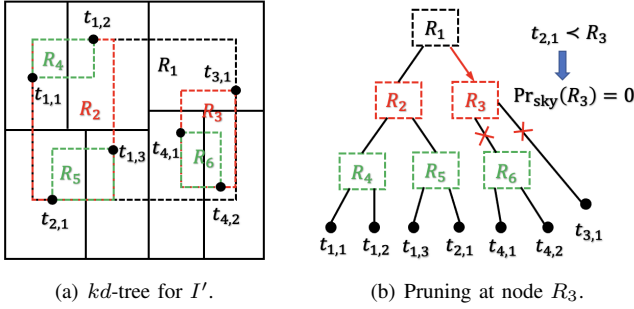 t1,2
R4
R1
t3,1
t1,1
R2
R3
t1,3
t4,1
R5
R6
t2,1
t4,2
(a) kd-tree for I′.
R1
t2,1 ≺ R3
R2
R3
Prsky(R3) = 0
R4
R5
R6
t1,1 t1,2 t1,3 t2,1 t4,1 t4,2 t3,1
(b) Pruning at node R3.